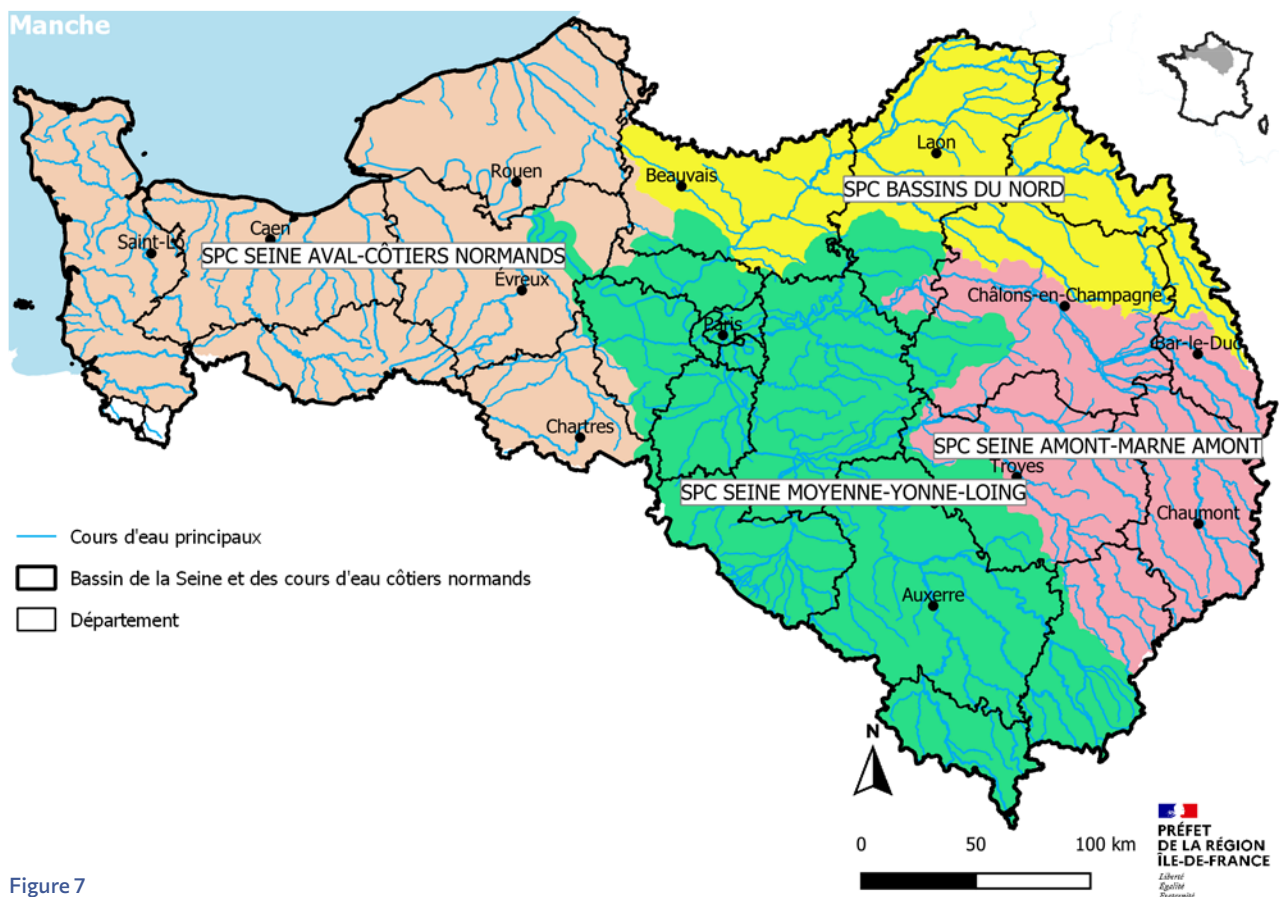 Manche
Laon
Rouen
Beauvais
SPC BASSINS DU NORD
Caen
Saint-Lô
SPC SEINE AVAL-CÔTIERS NORMANDS
Évreux
Châlons-en-Champagne
Paris
Bar-le-Duc
Chartres
SPC SEINE AMONT-MARNE AMONT
Troyes
SPC SEINE MOYENNE-YONNE-LOING
Chaumont
Cours d'eau principaux
Bassin de la Seine et des cours d'eau côtiers normands
Auxerre
Département
N
0 50 100 km
PRÉFET
DE LA RÉGION
ÎLE-DE-FRANCE
Liberté
Égalité
Fraternité
Figure 7